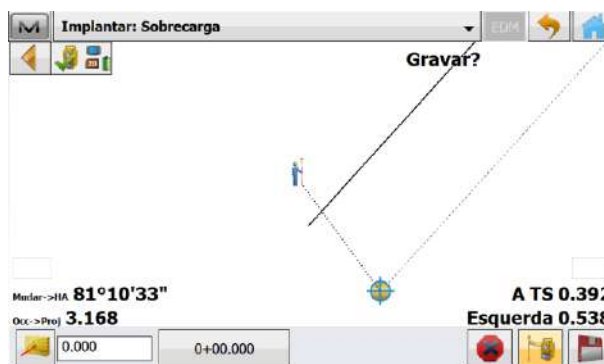 Implantar: Sobrecarga
EDM
Gravar?
Mudar->HA 81°10'33"
A TS 0.392
Occ->Proj 3.168
Esquerda 0.538
0.000
0+00.000